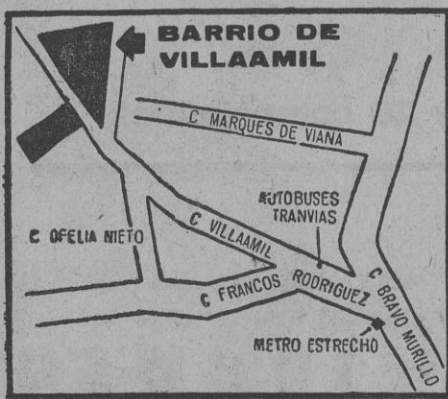 BARRIO DE
VILLAAMIL
C MARQUES DE VIANA
AUTOBUSES
TRANVIAS
C OFELIA NIETO
C VILLAAMIL
C FRANCOS RODRIGUEZ
C BRAVO MURILLO
METRO ESTRECHO